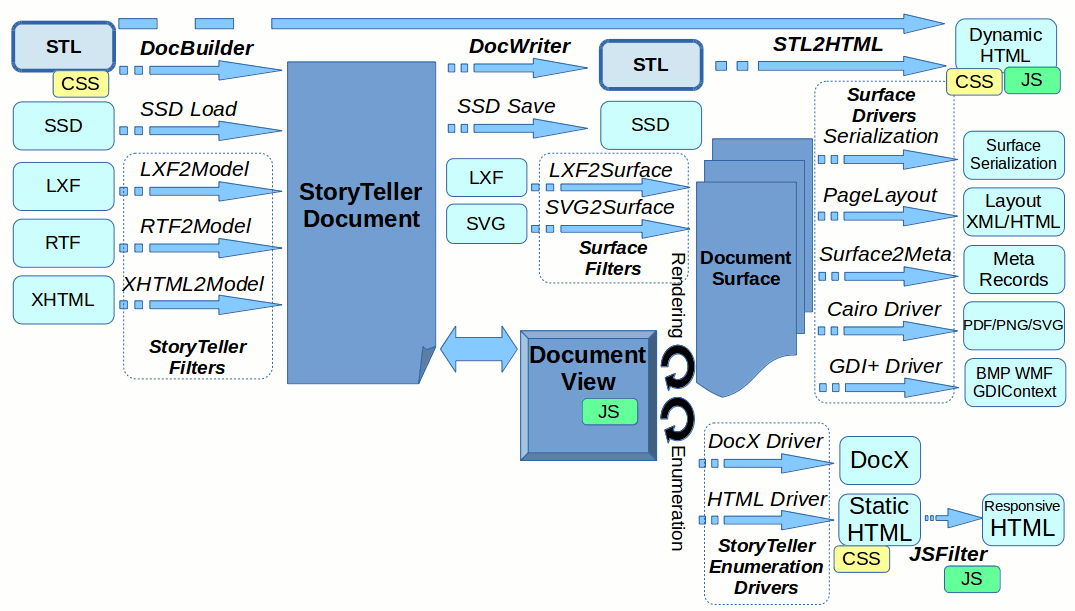 STL
CSS
DocBuilder
DocWriter
STL
STL2HTML
Dynamic
HTML
CSS
JS
SSD
SSD Load
SSD Save
SSD
LXF
LXF2Model
RTF
RTF2Model
XHTML
XHTML2Model
StoryTeller
Filters
StoryTeller
Document
LXF
LXF2Surface
SVG
SVG2Surface
Surface
Filters
Document
Surface
Surface
Drivers
Serialization
Surface
Serialization
PageLayout
Layout
XML/HTML
Surface2Meta
Meta
Records
Cairo Driver
PDF/PNG/SVG
GDI+ Driver
BMP WMF
GDIContext
Document
View
JS
Rendering
Enumeration
DocX Driver
DocX
HTML Driver
Static
HTML
CSS
StoryTeller
Enumeration
Drivers
JSFilter
JS
Responsive
HTML